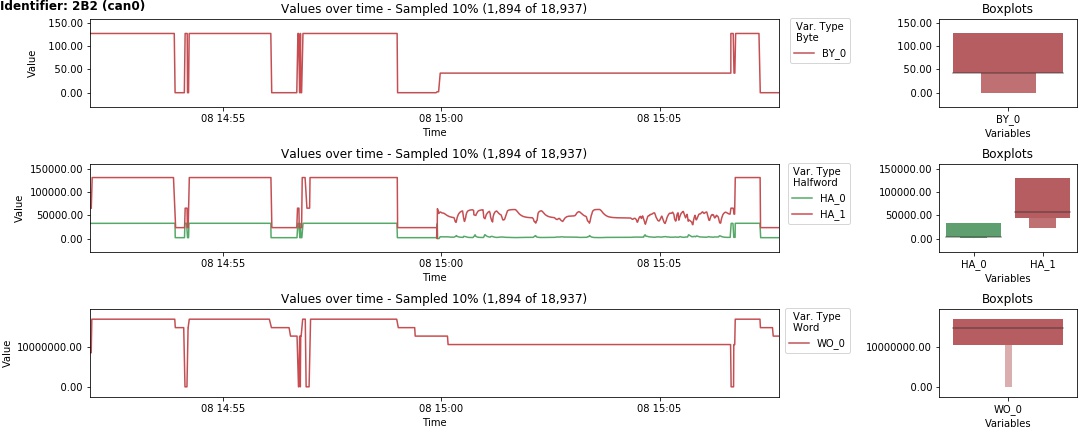 Identifier: 2B2 (can0)
Values over time - Sampled 10% (1,894 of 18,937)
Value
150.00
100.00
50.00
0.00
08 14:55
08 15:00
08 15:05
Time
Var. Type
Byte
BY_0
Boxplots
150.00
100.00
50.00
0.00
BY_0
Variables
Values over time - Sampled 10% (1,894 of 18,937)
Value
150000.00
100000.00
50000.00
0.00
08 14:55
08 15:00
08 15:05
Time
Var. Type
Halfword
HA_0
HA_1
Boxplots
150000.00
100000.00
50000.00
0.00
HA_0
HA_1
Variables
Values over time - Sampled 10% (1,894 of 18,937)
Value
10000000.00
0.00
08 14:55
08 15:00
08 15:05
Time
Var. Type
Word
WO_0
Boxplots
10000000.00
0.00
WO_0
Variables